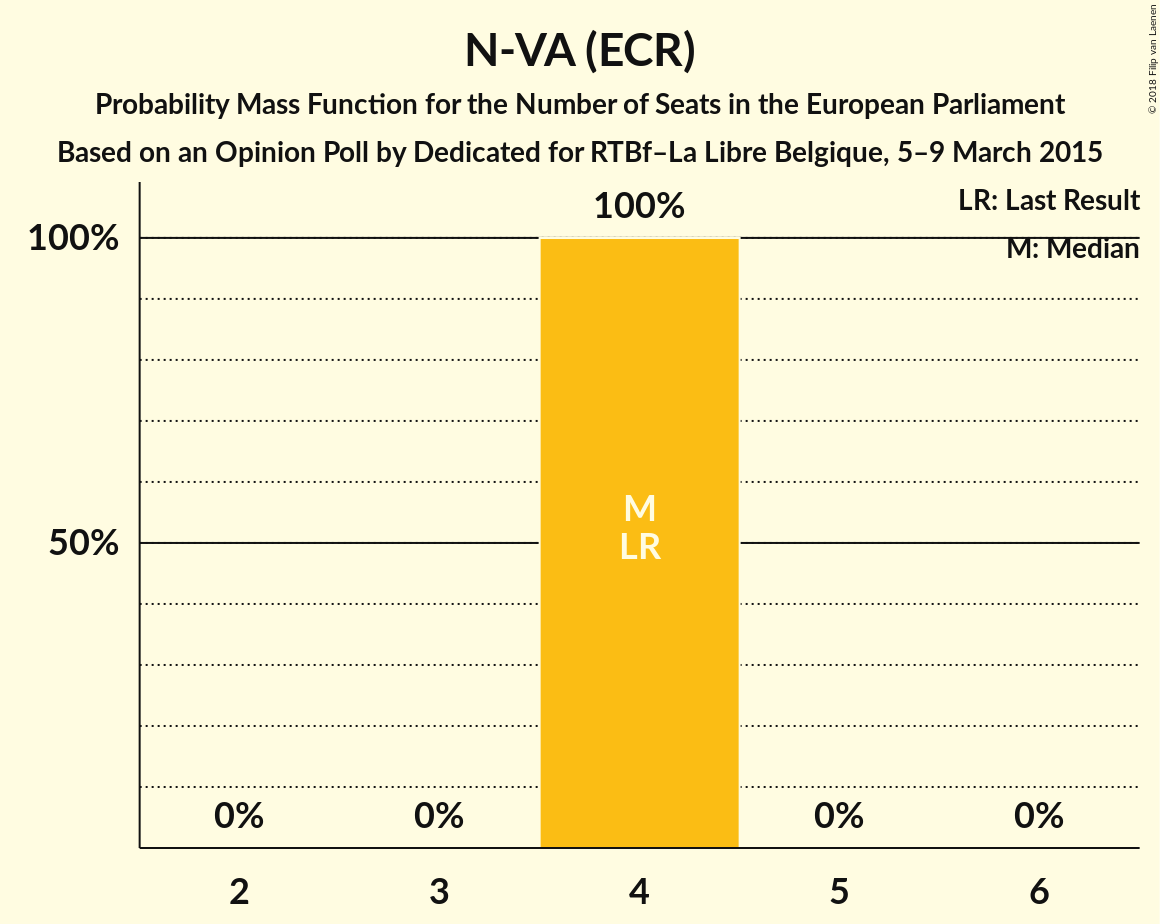 N-VA (ECR)
Probability Mass Function for the Number of Seats in the European Parliament
Based on an Opinion Poll by Dedicated for RTBf–La Libre Belgique, 5–9 March 2015
© 2018 Filip van Laenen
LR: Last Result
M: Median
100%
100%
50%
M
LR
0%
0%
0%
0%
2
3
4
5
6